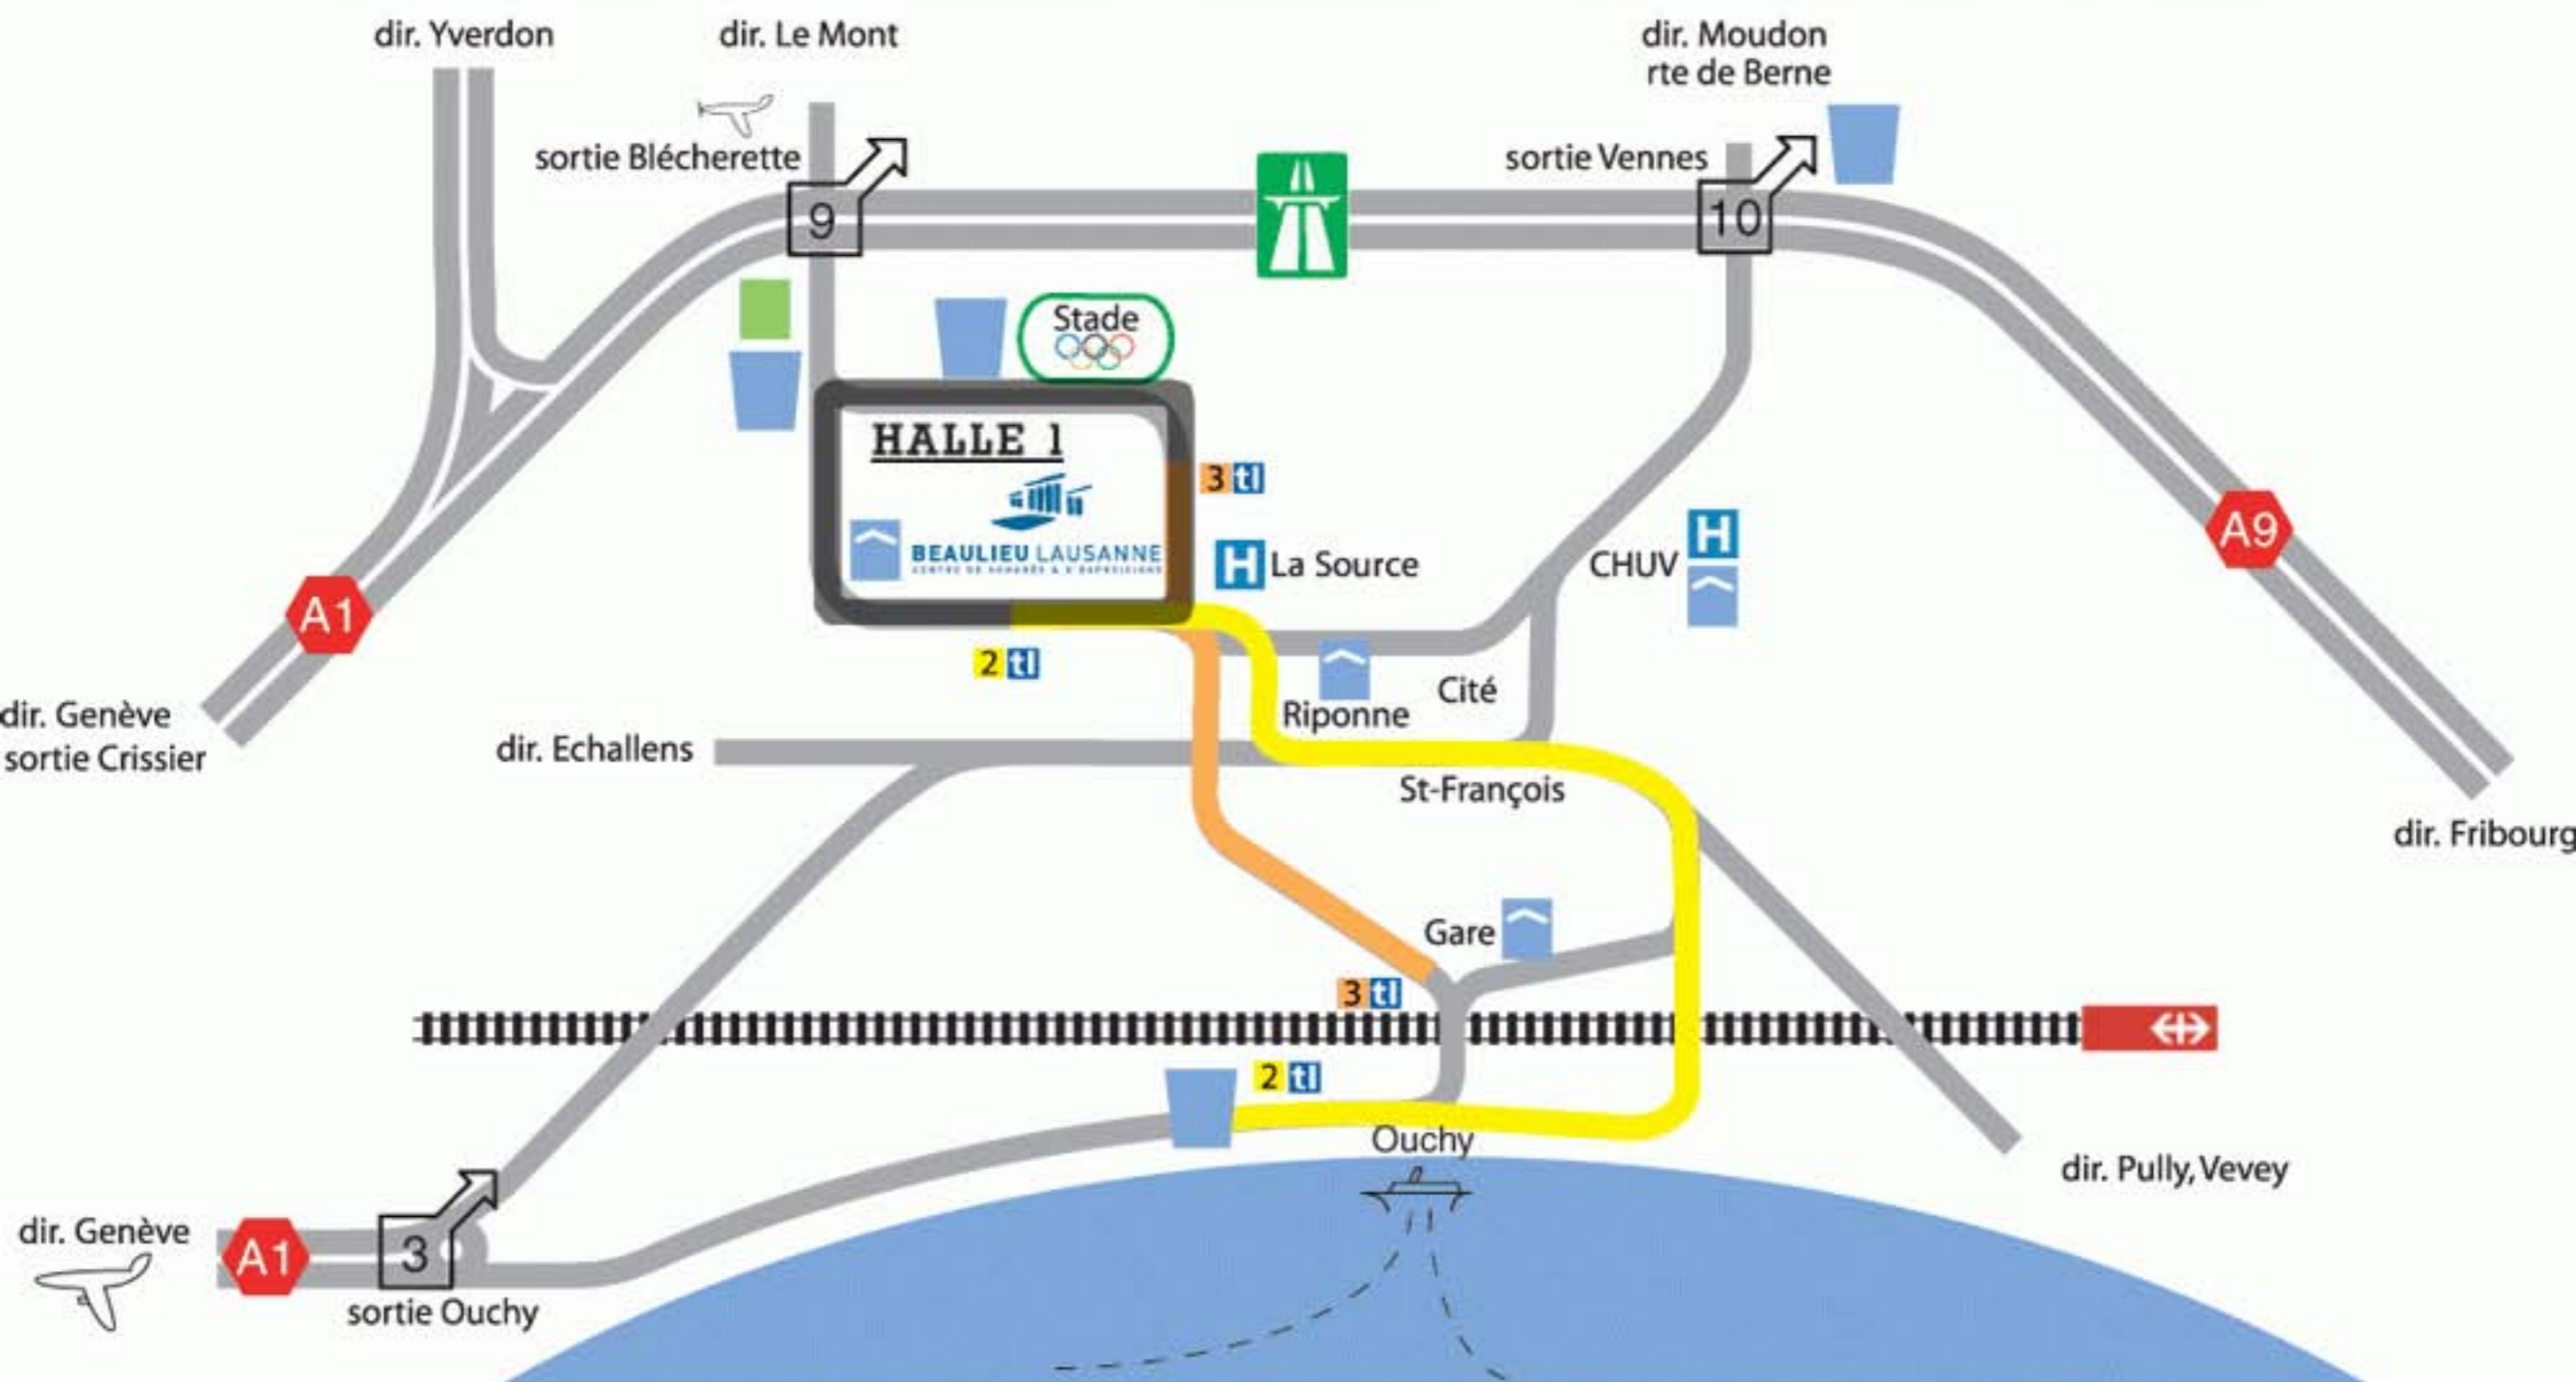 dir. Yverdon
dir. Le Mont
dir. Moudon
rte de Berne
sortie Blécherette
sortie Vennes
9
10
Stade
HALLE 1
3 tl
BEAULIEU LAUSANNE
H La Source
CHUV H
A9
A1
2 tl
Cité
Riponne
dir. Genève
sortie Crissier
dir. Echallens
St-François
dir. Fribourg
Gare
3 tl
2 tl
Ouchy
dir. Pully, Vevey
dir. Genève
A1
3
sortie Ouchy